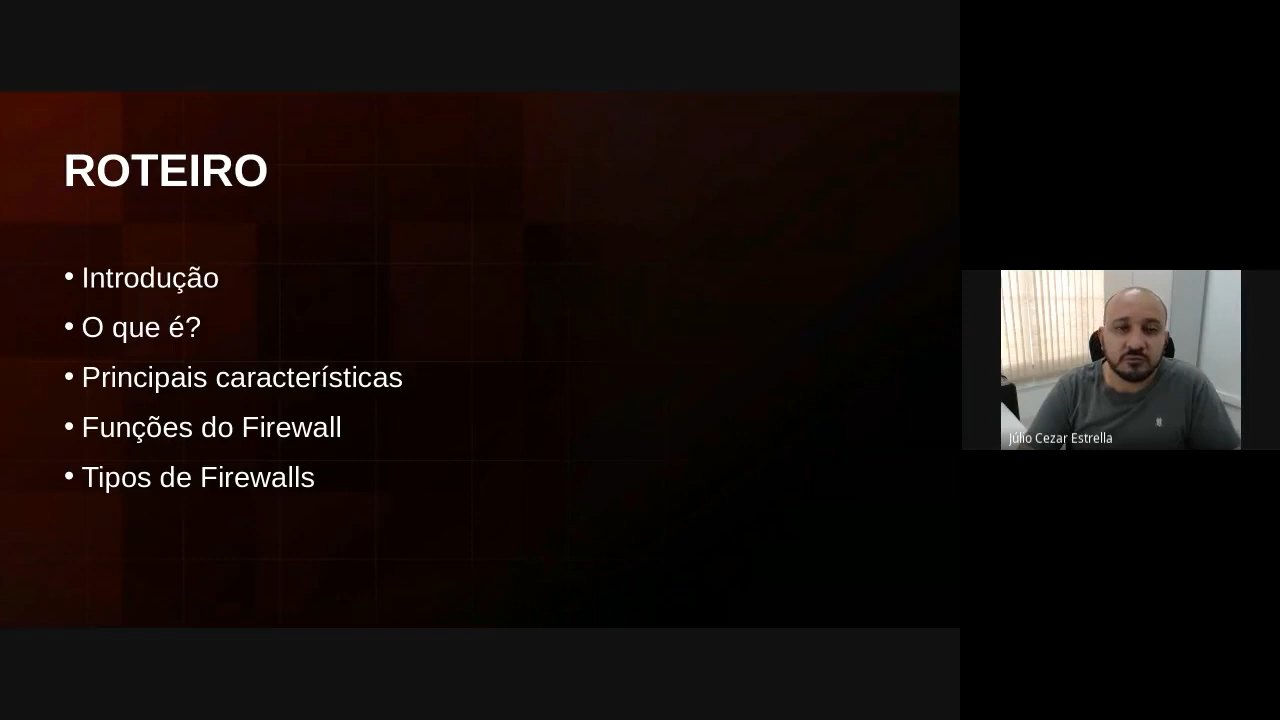 ROTEIRO
• Introdução
• O que é?
• Principais características
• Funções do Firewall
• Tipos de Firewalls
Júlio Cezar Estrella